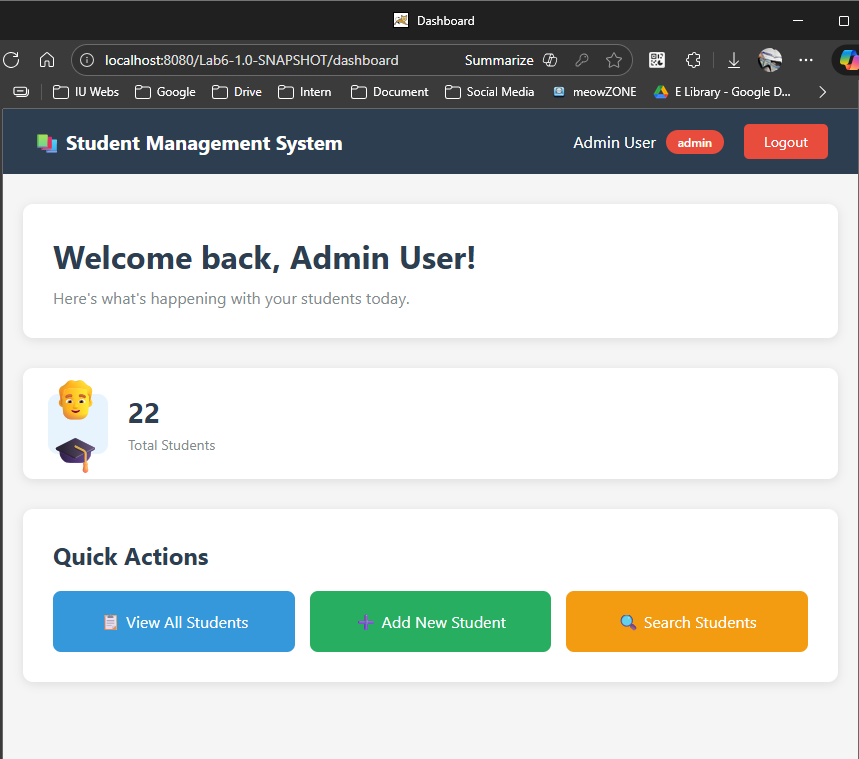 Dashboard
localhost:8080/Lab6-1.0-SNAPSHOT/dashboard Summarize
IU Webs Google Drive Intern Document Social Media meowZONE E Library - Google D...
Student Management System Admin User admin Logout
Welcome back, Admin User!
Here's what's happening with your students today.
22
Total Students
Quick Actions
View All Students Add New Student Search Students